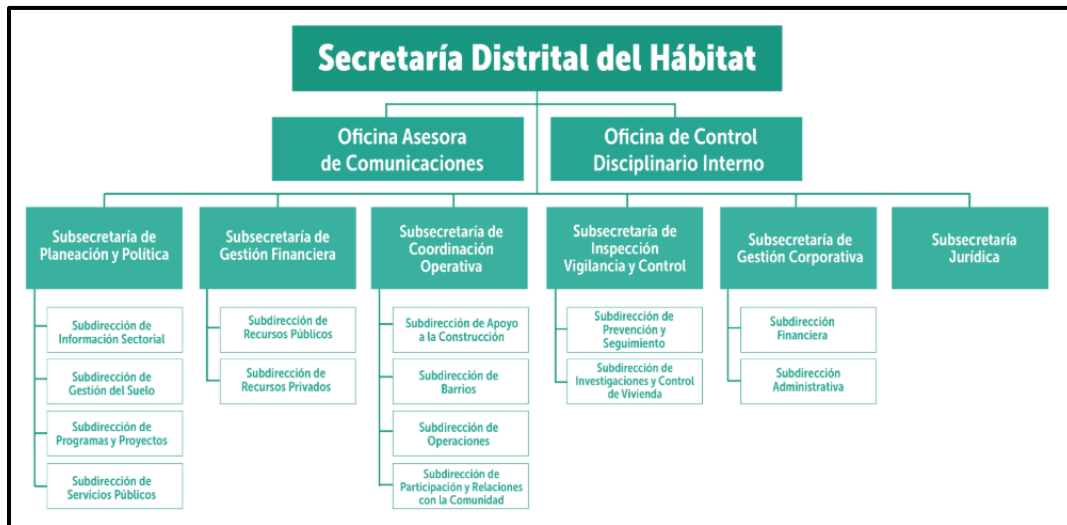 Secretaría Distrital del Hábitat
Oficina Asesora
de Comunicaciones
Oficina de Control
Disciplinario Interno
Subsecretaría de
Planeación y Política
Subsecretaría de
Gestión Financiera
Subsecretaría de
Coordinación
Operativa
Subsecretaría de
Inspección
Vigilancia y Control
Subsecretaría de
Gestión Corporativa
Subsecretaría
Jurídica
Subdirección de
Información Sectorial
Subdirección de
Gestión del Suelo
Subdirección de
Programas y Proyectos
Subdirección de
Servicios Públicos
Subdirección de
Recursos Públicos
Subdirección de
Recursos Privados
Subdirección de Apoyo
a la Construcción
Subdirección de
Barrios
Subdirección de
Operaciones
Subdirección de
Participación y Relaciones
con la Comunidad
Subdirección de
Prevención y
Seguimiento
Subdirección de
Investigaciones y Control
de Vivienda
Subdirección
Financiera
Subdirección
Administrativa